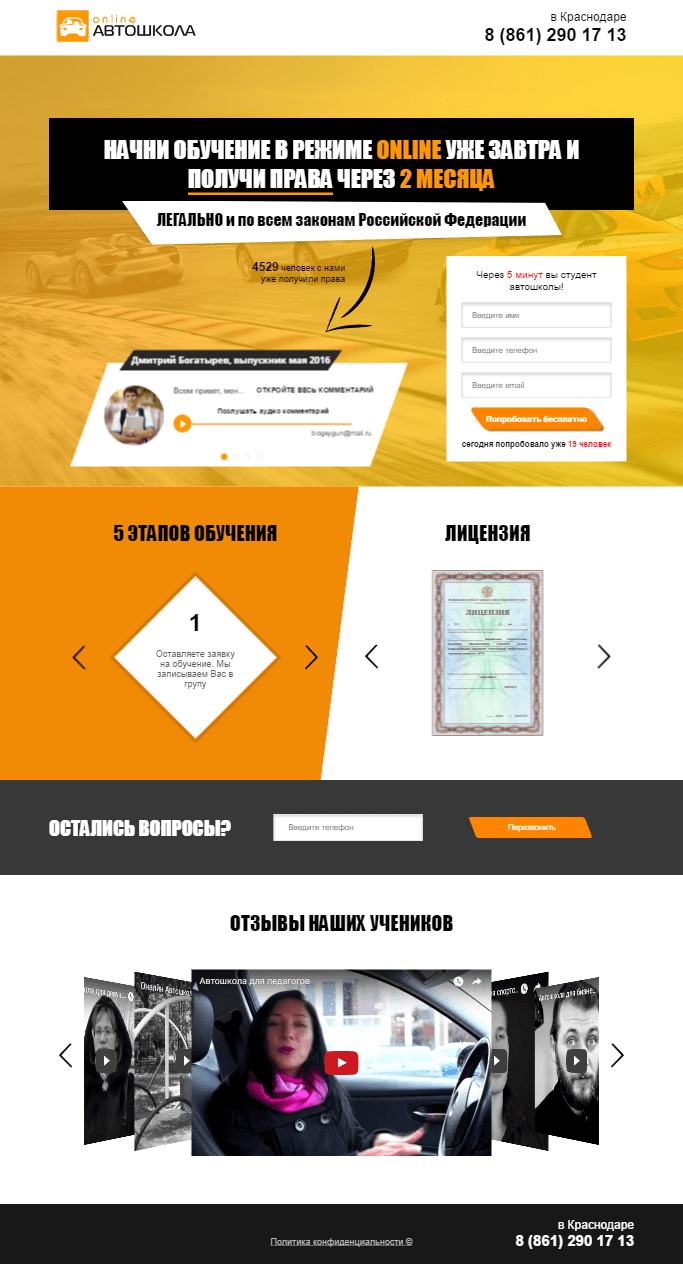 online
АВТОШКОЛА
в Краснодаре
8 (861) 290 17 13
НАЧНИ ОБУЧЕНИЕ В РЕЖИМЕ ONLINE УЖЕ ЗАВТРА И
ПОЛУЧИ ПРАВА ЧЕРЕЗ 2 МЕСЯЦА
ЛЕГАЛЬНО и по всем законам Российской Федерации
4529 человек с нами
уже получили права
Через 5 минут вы студент
автошколы!
Введите имя
Введите телефон
Введите email
Попробовать бесплатно
сегодня попробовало уже 19 человек
Дмитрий Богатырев, выпускник мая 2016
Всем привет, мен... ОТКРОЙТЕ ВЕСЬ КОММЕНТАРИЙ
Послушать аудио комментарий
bogaygun@mail.ru
5 ЭТАПОВ ОБУЧЕНИЯ
1
Оставляете заявку
на обучение. Мы
записываем Вас в
групу
ЛИЦЕНЗИЯ
ЛИЦЕНЗИЯ
ОСТАЛИСЬ ВОПРОСЫ?
Введите телефон
Перезвонить
ОТЗЫВЫ НАШИХ УЧЕНИКОВ
Онлайн Автошко
Автошкола для педагогов
Автошкола для бизне...
Политика конфиденциальности ©
в Краснодаре
8 (861) 290 17 13